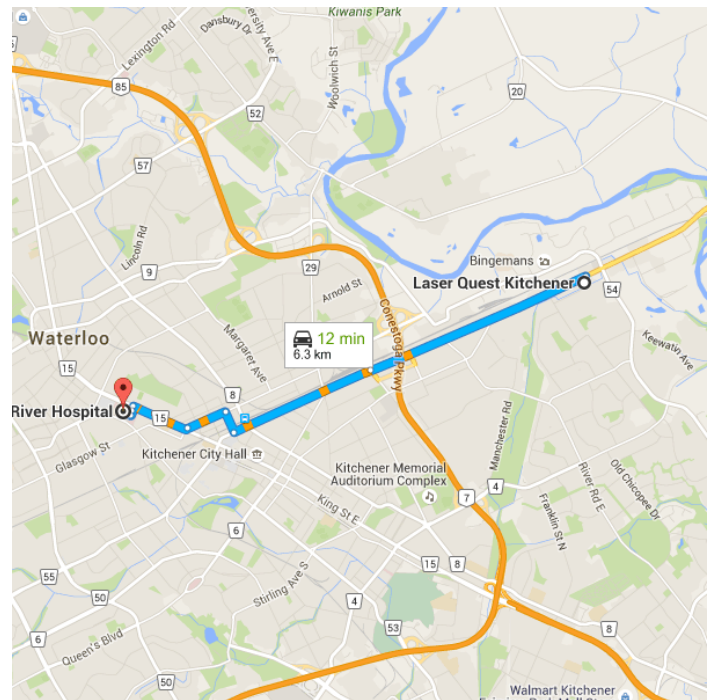 Kiwanis Park
Lexington Rd
Dansbury Dr
University Ave E
Woolwich St
85
52
20
57
Lincoln Rd
9
29
Arnold St
Bingemans
Laser Quest Kitchener
54
Conestoga Pkwy
Keewatin Ave
Waterloo
Margaret Ave
12 min
6.3 km
15
8
River Hospital
15
Glasgow St
Kitchener City Hall
Manchester Rd
Kitchener Memorial
Auditorium Complex
4
7
River Rd E
Old Chicopee Dr
King St E
Franklin St N
6
15
8
55
50
Stirling Ave S
4
53
6
Queen's Blvd
8
50
Walmart Kitchener